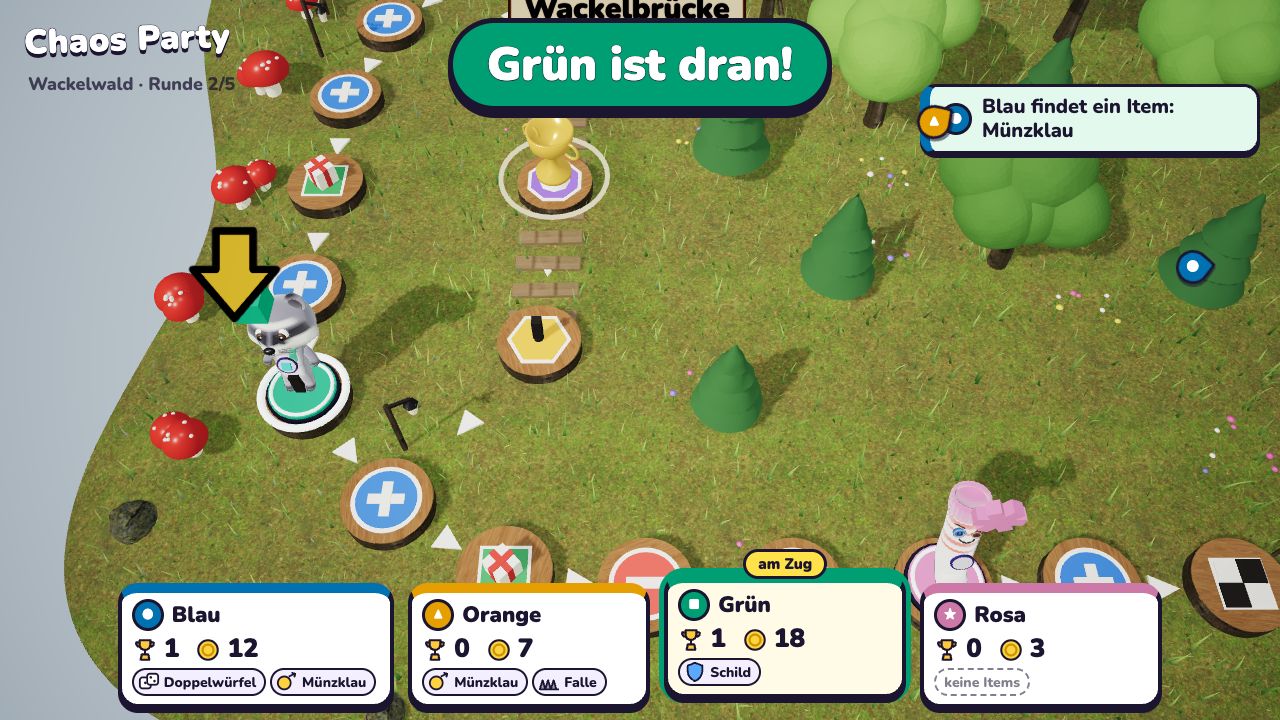 Wackelbrücke
Chaos Party
Wackelwald · Runde 2/5
Grün ist dran!
Blau findet ein Item:
Münzklau
Blau
1 12
Doppelwürfel Münzklau
Orange
0 7
Münzklau Falle
am Zug
Grün
1 18
Schild
Rosa
0 3
keine Items